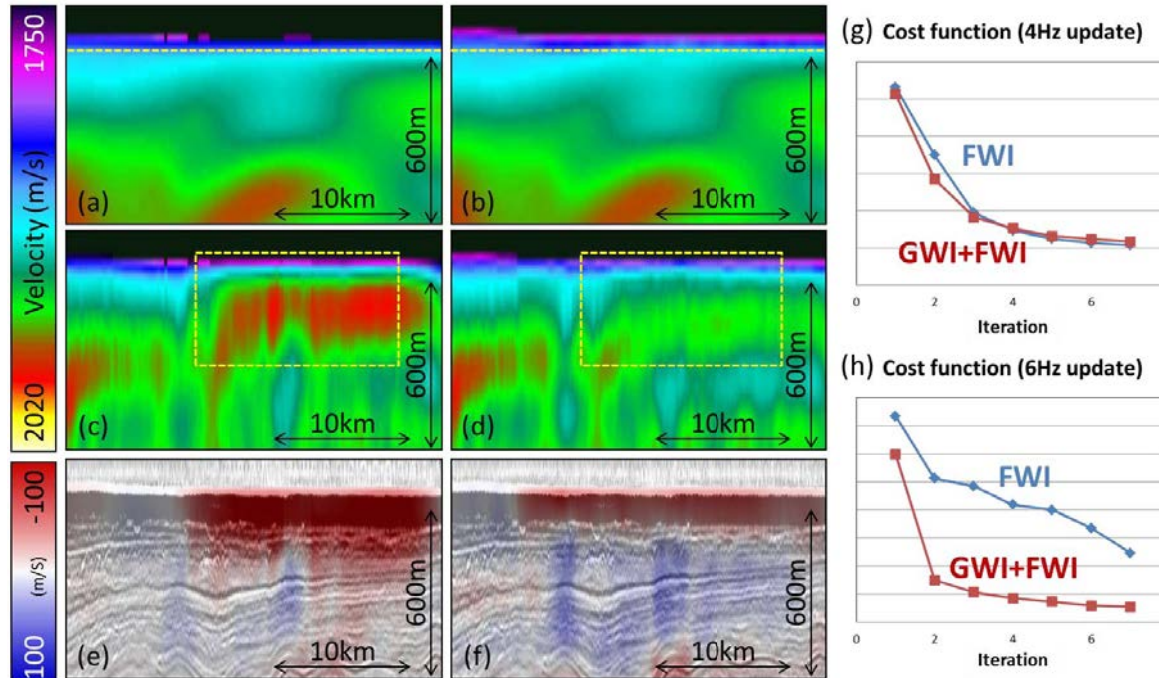 1750
Velocity (m/s)
2020
-100
(m/S)
100
(a)
10km
600m
(b)
10km
600m
(c)
10km
600m
(d)
10km
600m
(e)
10km
600m
(f)
10km
600m
(g) Cost function (4Hz update)
FWI
GWI+FWI
0 2 4 6
Iteration
(h) Cost function (6Hz update)
FWI
GWI+FWI
0 2 4 6
Iteration